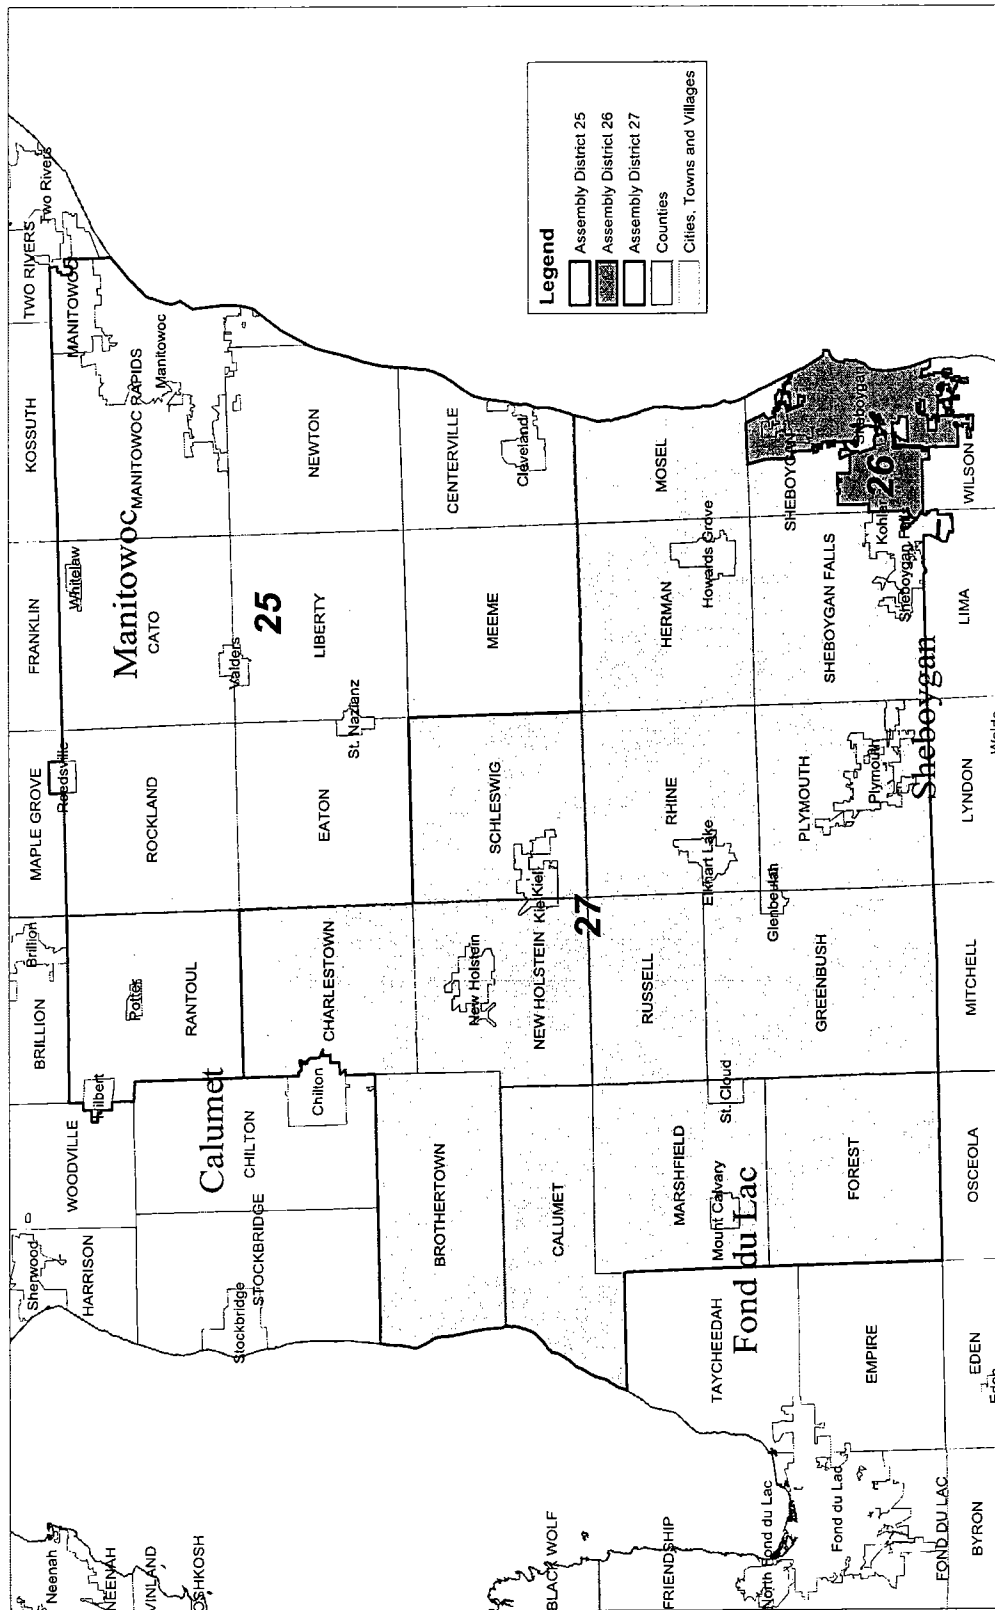 Neenah
NEENAH
VINLAND
OSHKOSH
BLACK WOLF
FRIENDSHIP
North Fond du Lac
Fond du Lac
FOND DU LAC
BYRON
Sherwood
HARRISON
Stockbridge
STOCKBRIDGE
TAYCHEEDAH
Fond du Lac
EMPIRE
EDEN
WOODVILLE
Hilbert
Calumet
CHILTON
Chilton
BROTHERTOWN
CALUMET
MARSHFIELD
Mount Calvary
St. Cloud
FOREST
OSCEOLA
BRILLION
Brillion
Potter
RANTOUL
CHARLESTOWN
New Holstein
NEW HOLSTEIN
Kiel
Kiel
27
RUSSELL
GREENBUSH
Glenbeulah
MITCHELL
MAPLE GROVE
Reedsville
ROCKLAND
EATON
St. Nazianz
SCHLESWIG
RHINE
Elkhart Lake
PLYMOUTH
Plymouth
Sheboygan
LYNDON
FRANKLIN
Whitelaw
Manitowoc
CATO
Valders
25
LIBERTY
MEEME
HERMAN
Howards Grove
SHEBOYGAN FALLS
Sheboygan Falls
LIMA
KOSSUTH
MANITOWOC RAPIDS
Manitowoc
MANITOWOC
NEWTON
CENTERVILLE
Cleveland
MOSEL
SHEBOYGAN
Sheboygan
Kohler
26
WILSON
TWO RIVERS
Two Rivers
Legend
Assembly District 25
Assembly District 26
Assembly District 27
Counties
Cities, Towns and Villages